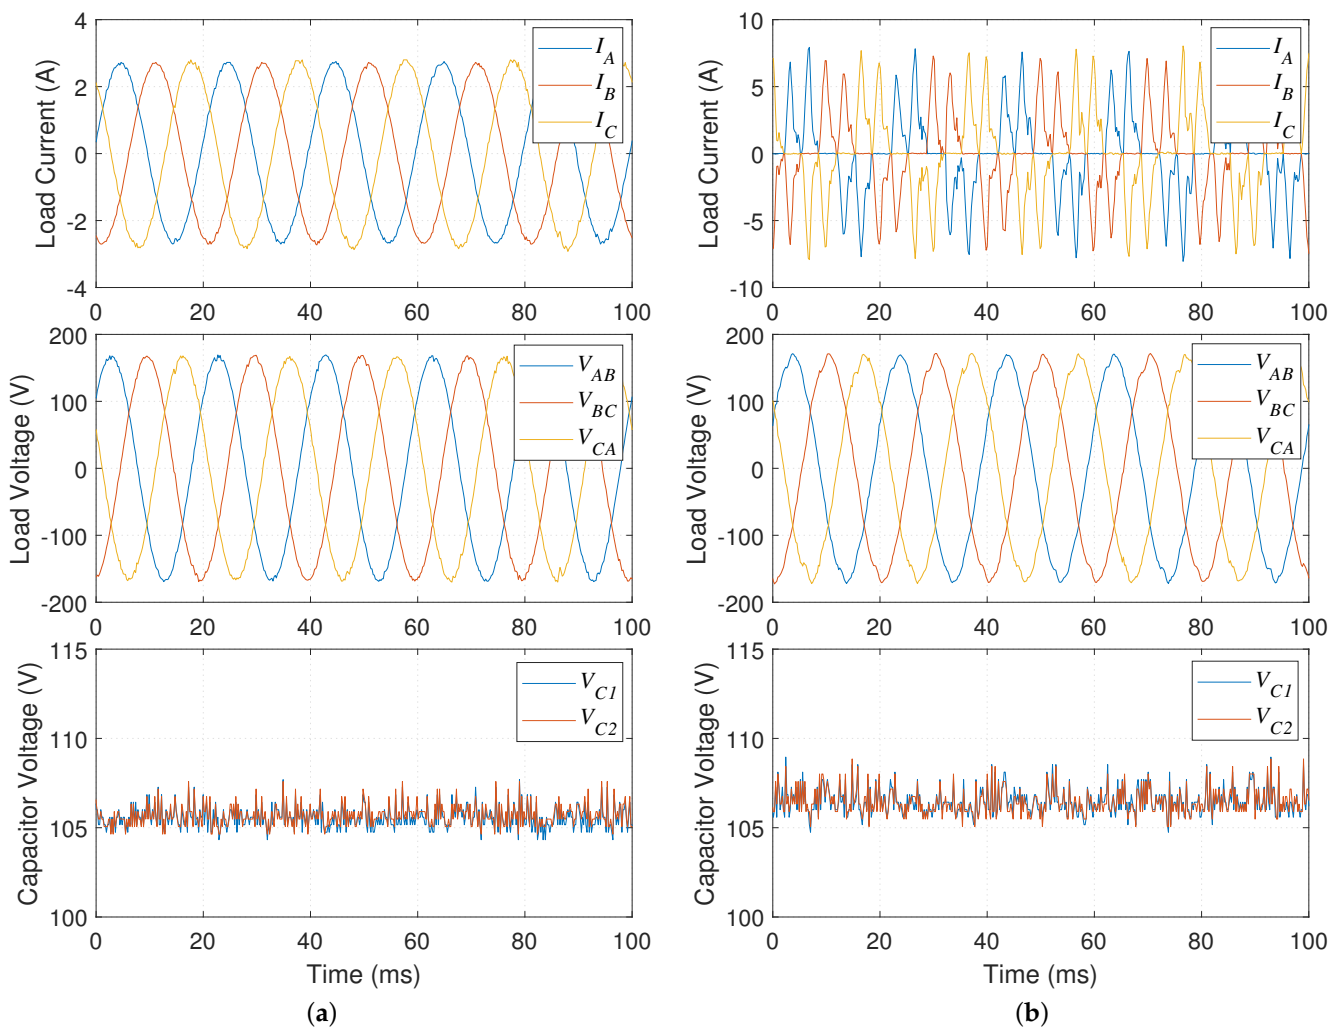 4
2
0
-2
-4
Load Current (A)
I_A
I_B
I_C
0 20 40 60 80 100
200
100
0
-100
-200
Load Voltage (V)
V_AB
V_BC
V_CA
0 20 40 60 80 100
115
110
105
100
Capacitor Voltage (V)
V_C1
V_C2
0 20 40 60 80 100
Time (ms)
(a)
10
5
0
-5
-10
Load Current (A)
I_A
I_B
I_C
0 20 40 60 80 100
200
100
0
-100
-200
Load Voltage (V)
V_AB
V_BC
V_CA
0 20 40 60 80 100
115
110
105
100
Capacitor Voltage (V)
V_C1
V_C2
0 20 40 60 80 100
Time (ms)
(b)